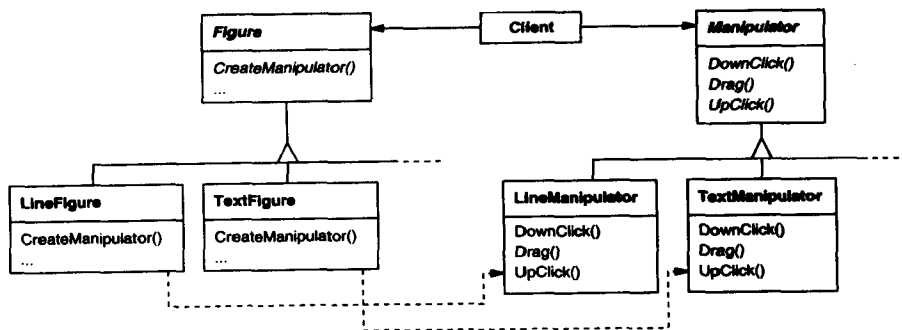 Figure
CreateManipulator()
...
Client
Manipulator
DownClick()
Drag()
UpClick()
LineFigure
CreateManipulator()
...
TextFigure
CreateManipulator()
...
LineManipulator
DownClick()
Drag()
UpClick()
TextManipulator
DownClick()
Drag()
UpClick()